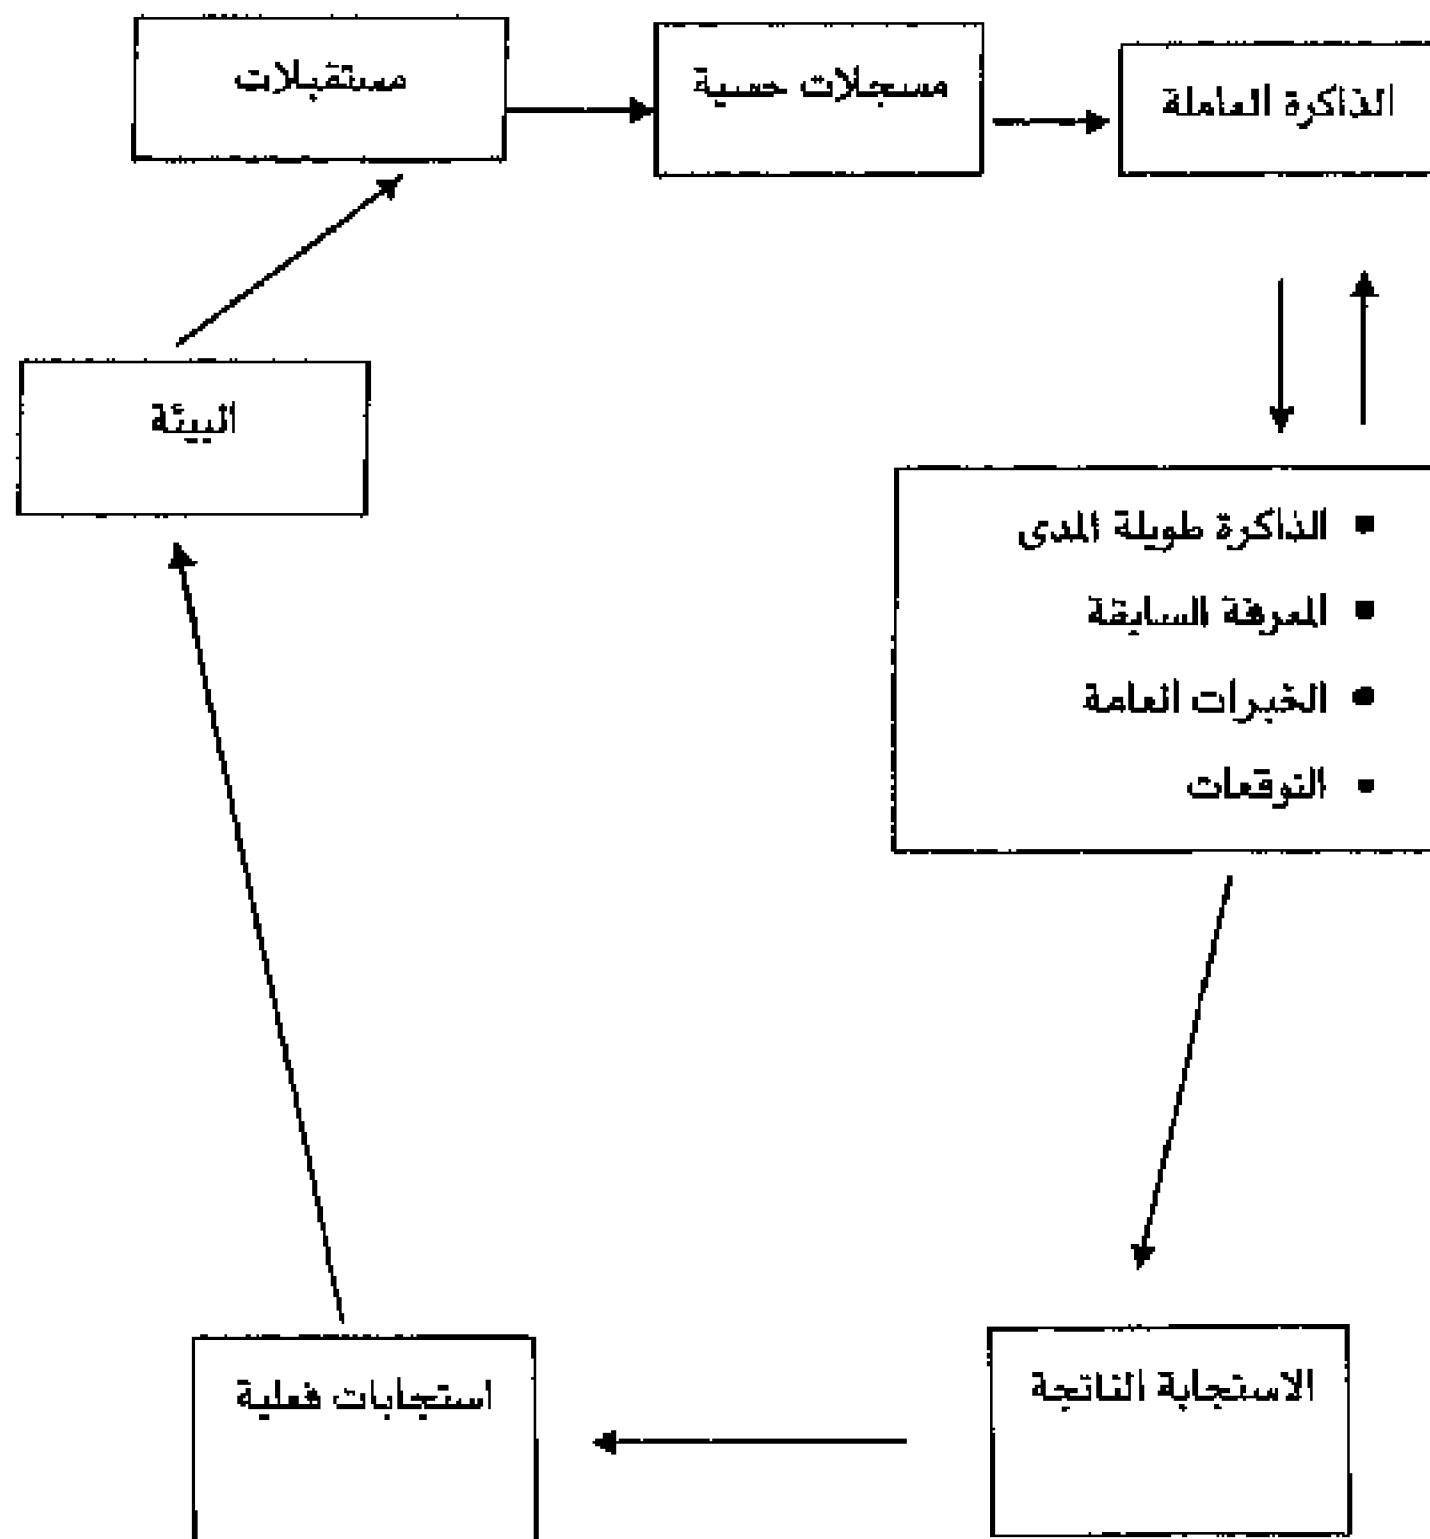 مستقبلات
مسجلات حسية
الذاكرة العاملة
البيئة
• الذاكرة طويلة المدى
• المعرفة السابقة
• الخبرات العامة
• التوقعات
الاستجابة الناتجة
استجابات فعلية